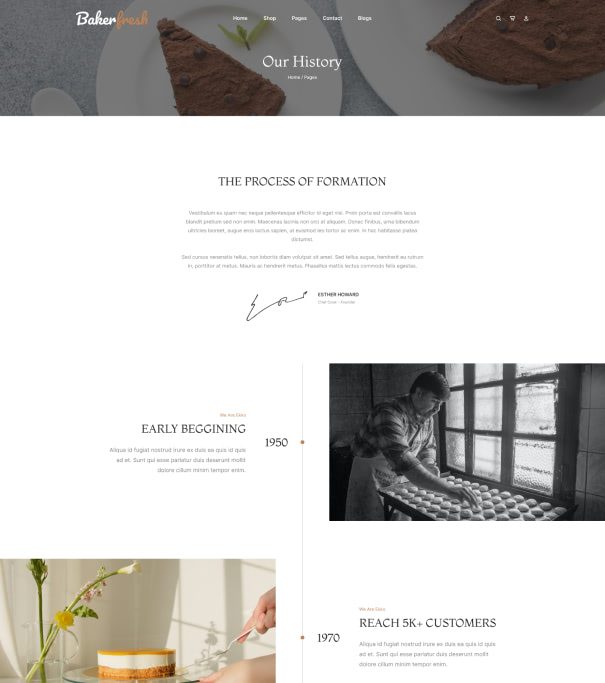 Bakerfresh
Home Shop Pages Contact Blogs
Our History
Home / Pages
THE PROCESS OF FORMATION
Vestibulum eu quam nec neque pellentesque efficitur id eget nisl. Proin porta est convallis lacus
blandit pretium sed non enim. Maecenas lacinia non orci at aliquam. Donec finibus, urna bibendum
ultricies laoreet, augue eros luctus sapien, at euismod leo tortor ac enim. In hac habitasse platea
dictumst.
Sed cursus venenatis tellus, non lobortis diam volutpat sit amet. Sed tellus augue, hendrerit eu rutrum
in, porttitor at metus. Mauris ac hendrerit metus. Phasellus mattis lectus commodo felis egestas.
ESTHER HOWARD
- Founder
We Are Ekko
EARLY BEGGINING
1950
Aliqua id fugiat nostrud irure ex duis ea quis id quis
ad et. Sunt qui esse pariatur duis deserunt mollit
dolore cillum minim tempor enim.
We Are Ekko
REACH 5K+ CUSTOMERS
1970
Aliqua id fugiat nostrud irure ex duis ea quis id quis
ad et. Sunt qui esse pariatur duis deserunt mollit
dolore cillum minim tempor enim.